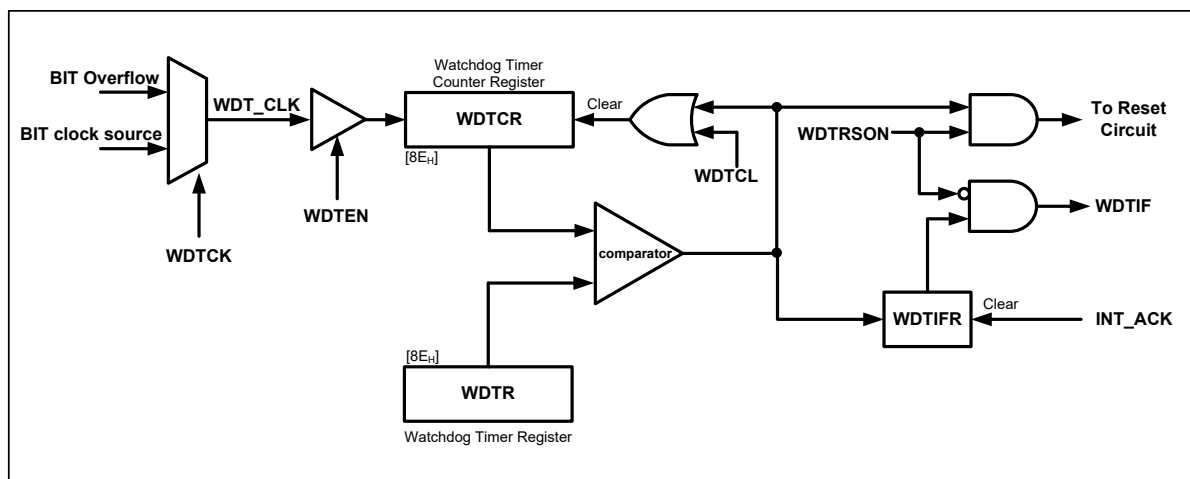 Watchdog Timer
Counter Register
BIT Overflow
WDT_CLK
WDTCR
Clear
To Reset
Circuit
BIT clock source
WDTRSON
[8EH]
WDTCL
WDTEN
WDTIF
WDTCK
comparator
Clear
WDTIFR
INT_ACK
[8EH]
WDTR
Watchdog Timer Register